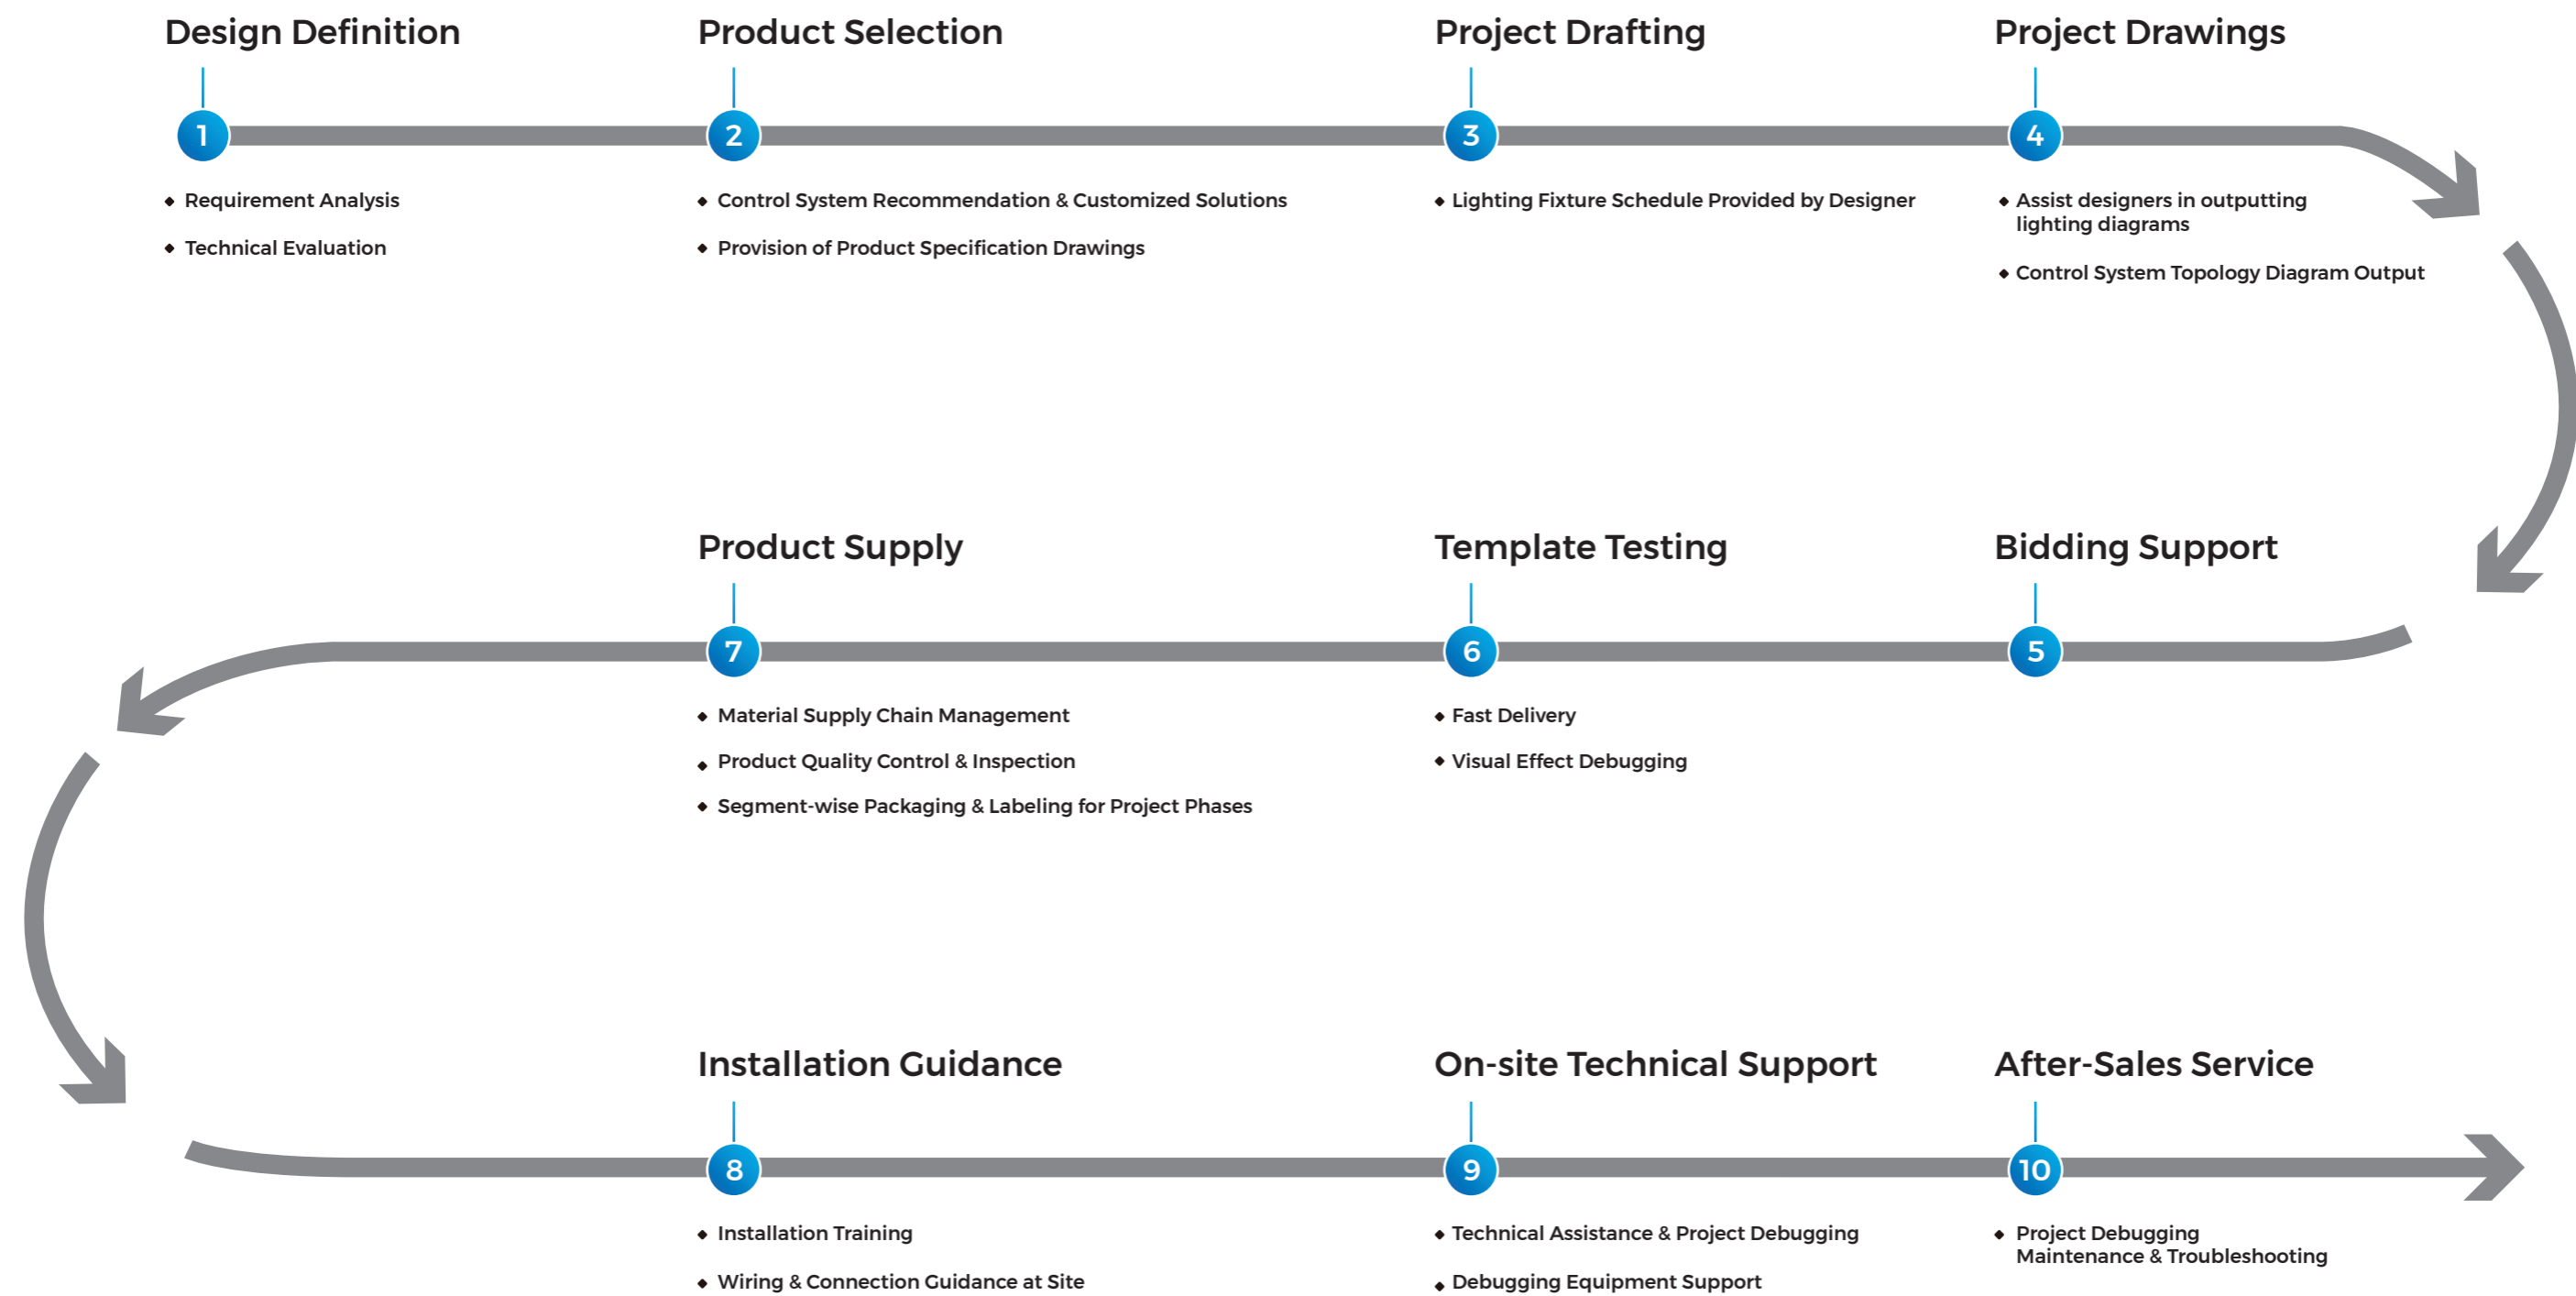 Design Definition
1
Requirement Analysis
Technical Evaluation
Product Selection
2
Control System Recommendation & Customized Solutions
Provision of Product Specification Drawings
Project Drafting
3
Lighting Fixture Schedule Provided by Designer
Project Drawings
4
Assist designers in outputting
lighting diagrams
Control System Topology Diagram Output
Bidding Support
5
Template Testing
6
Fast Delivery
Visual Effect Debugging
Product Supply
7
Material Supply Chain Management
Product Quality Control & Inspection
Segment-wise Packaging & Labeling for Project Phases
Installation Guidance
8
Installation Training
Wiring & Connection Guidance at Site
On-site Technical Support
9
Technical Assistance & Project Debugging
Debugging Equipment Support
After-Sales Service
10
Project Debugging
Maintenance & Troubleshooting